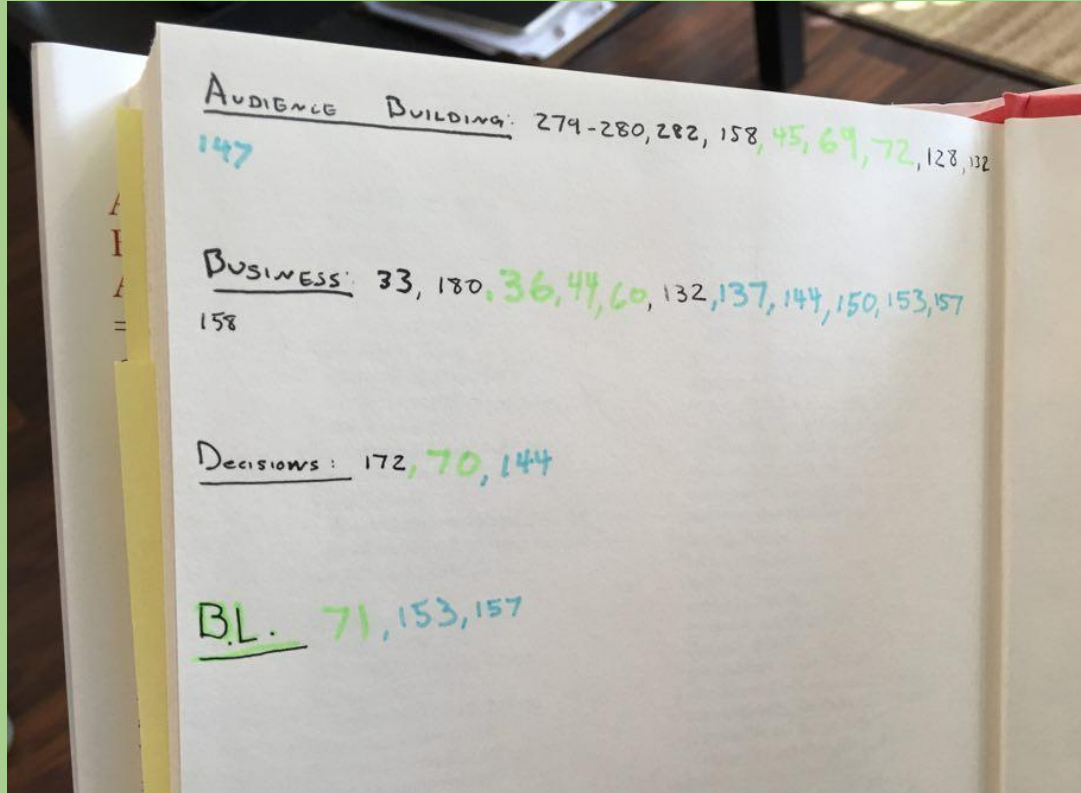 AUDIENCE BUILDING: 279-280, 282, 158, 45, 69, 72, 128, 132
147
BUSINESS: 33, 180, 36, 44, 60, 132, 137, 144, 150, 153, 157
158
DECISIONS: 172, 70, 144
B.L. 71, 153, 157